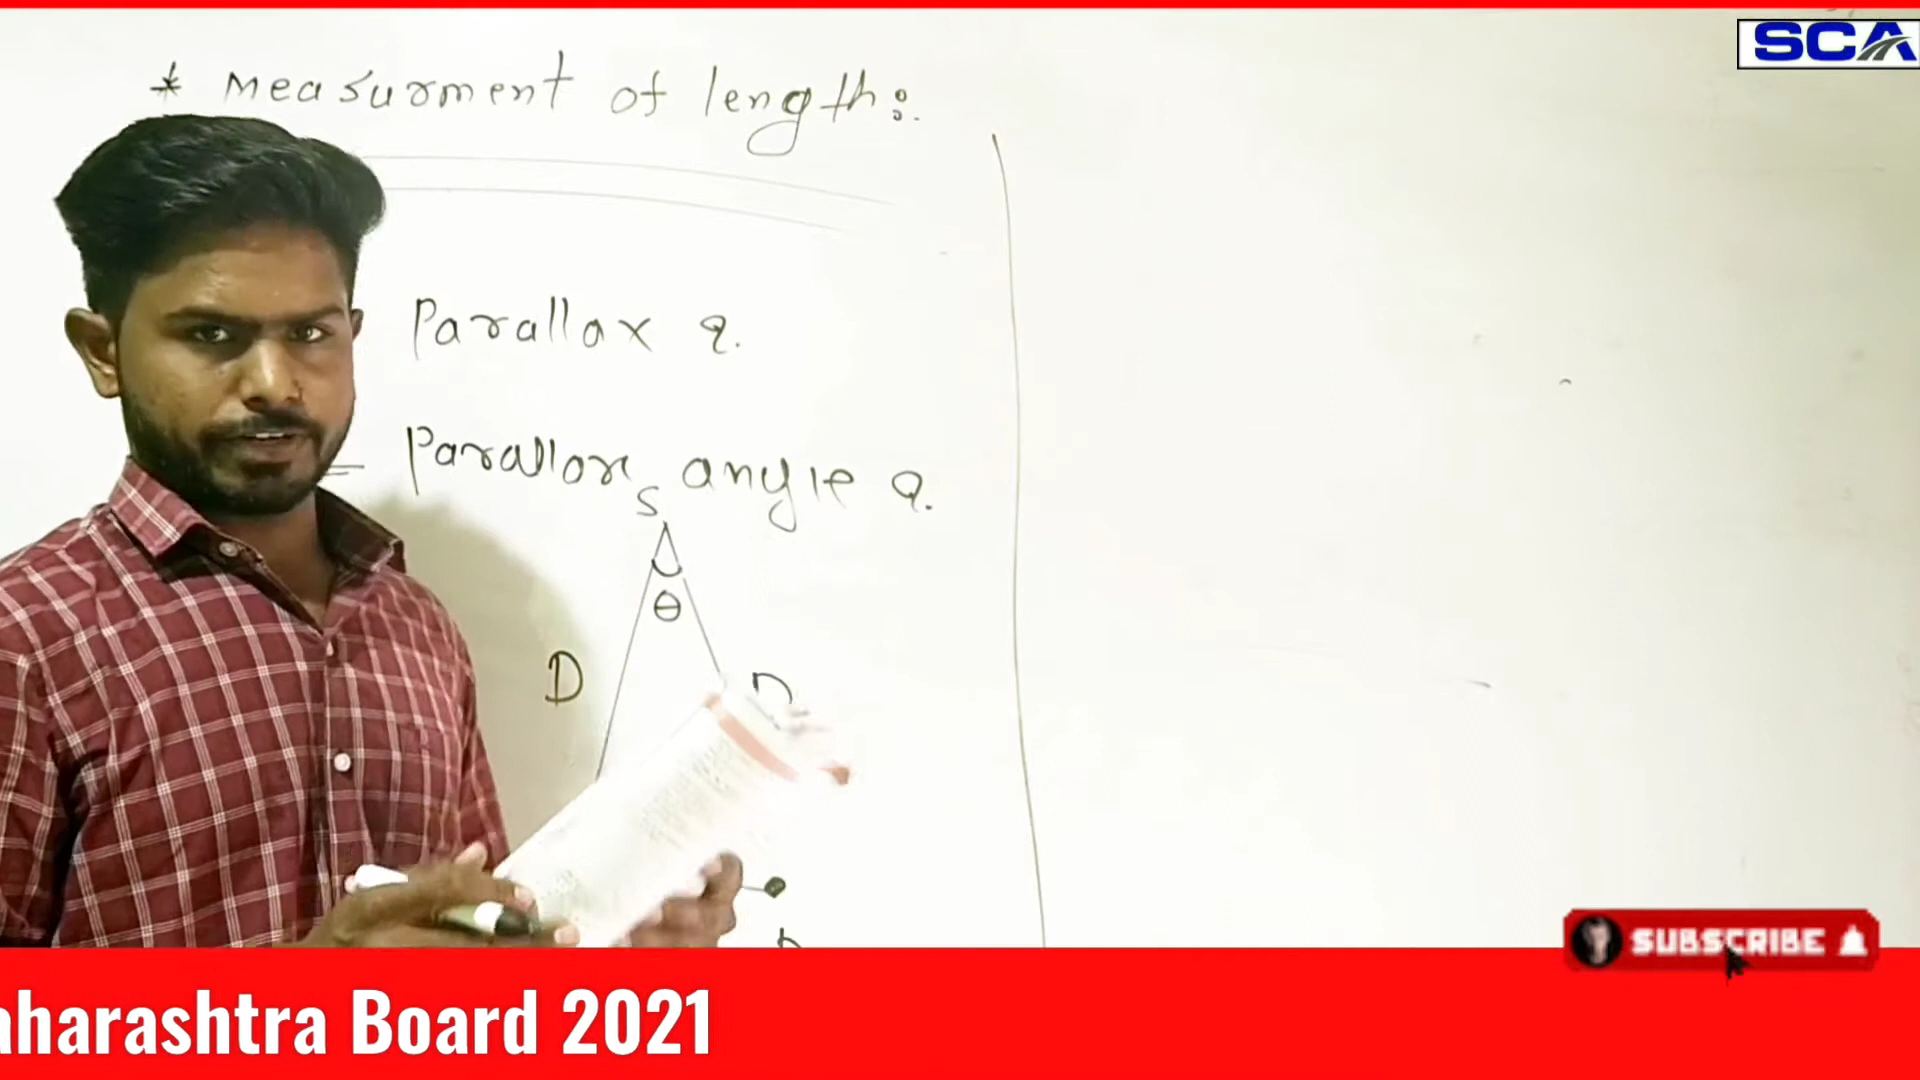 SCA
* measurment of length:
Parallax ?.
= Parallax angle ?.
S
θ
D D
b
SUBSCRIBE
aharashtra Board 2021